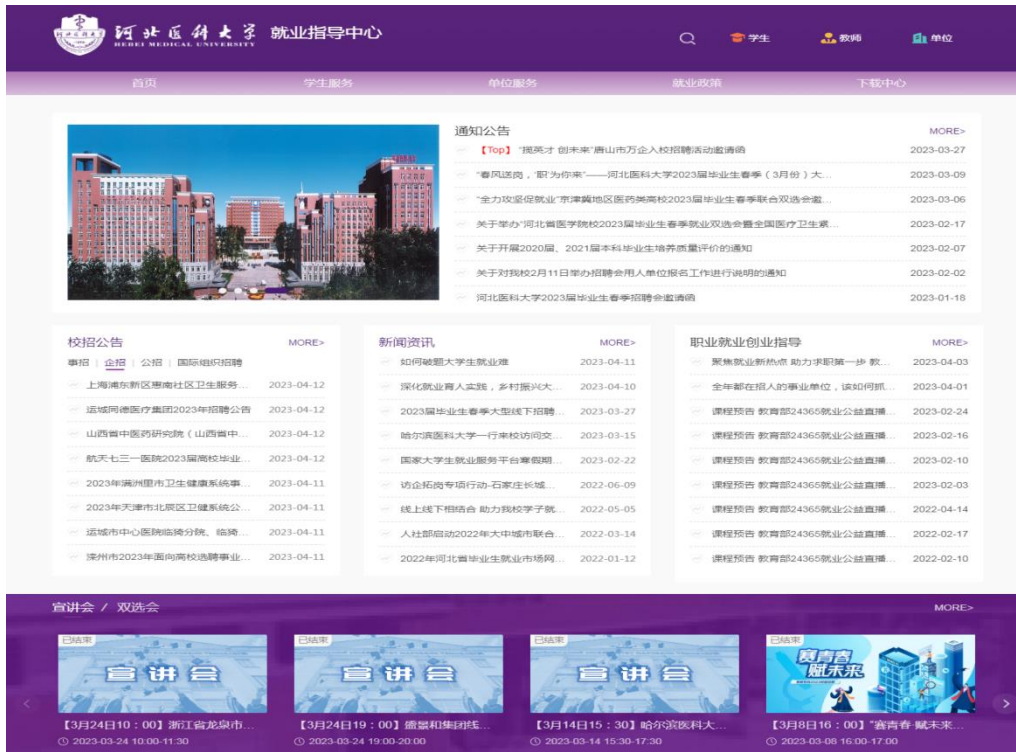 河北医科大学 就业指导中心
HEBEI MEDICAL UNIVERSITY
学生 教师 单位
首页 学生服务 单位服务 就业政策 下载中心
通知公告 MORE>
【Top】 "揽英才 创未来"唐山市万企入校招聘活动邀请函 2023-03-27
"春风送岗，'职'为你来"——河北医科大学2023届毕业生春季（3月份）大... 2023-03-09
"全力攻坚促就业"京津冀地区医药类高校2023届毕业生春季联合双选会邀... 2023-03-06
关于举办"河北省医学院校2023届毕业生春季就业双选会暨全国医疗卫生紧... 2023-02-17
关于开展2020届、2021届本科毕业生培养质量评价的通知 2023-02-07
关于对我校2月11日举办招聘会用人单位报名工作进行说明的通知 2023-02-02
河北医科大学2023届毕业生春季招聘会邀请函 2023-01-18
校招公告 MORE>
事招 | 企招 | 公招 | 国际组织招聘
上海浦东新区惠南社区卫生服务... 2023-04-12
运城同德医疗集团2023年招聘公告 2023-04-12
山西省中医药研究院（山西省中... 2023-04-12
航天七三一医院2023届高校毕业... 2023-04-12
2023年满洲里市卫生健康系统事... 2023-04-11
2023年天津市北辰区卫健系统公... 2023-04-11
运城市中心医院临猗分院、临猗... 2023-04-11
滦州市2023年面向高校选聘事业... 2023-04-11
新闻资讯 MORE>
如何破题大学生就业难 2023-04-11
深化就业育人实践，乡村振兴大... 2023-04-10
2023届毕业生春季大型线下招聘... 2023-03-27
哈尔滨医科大学一行来校访问交... 2023-03-15
国家大学生就业服务平台寒假期... 2023-02-22
访企拓岗专项行动-石家庄长城... 2022-06-09
线上线下相结合 助力我校学子就... 2022-05-05
人社部启动2022年大中城市联合... 2022-03-14
2022年河北省毕业生就业市场网... 2022-01-12
职业就业创业指导 MORE>
聚焦就业新热点 助力求职第一步 教... 2023-04-03
全年都在招人的事业单位，该如何抓... 2023-04-01
课程预告 教育部24365就业公益直播... 2023-02-24
课程预告 教育部24365就业公益直播... 2023-02-16
课程预告 教育部24365就业公益直播... 2023-02-10
课程预告 教育部24365就业公益直播... 2023-02-03
课程预告 教育部24365就业公益直播... 2022-04-14
课程预告 教育部24365就业公益直播... 2022-02-17
课程预告 教育部24365就业公益直播... 2022-02-10
宣讲会 / 双选会 MORE>
已结束 已结束 已结束 已结束
宣讲会 宣讲会 宣讲会 赛青春
赋未来
【3月24日10：00】浙江省龙泉市... 【3月24日19：00】盛景和集团线... 【3月14日15：30】哈尔滨医科大... 【3月8日16：00】"赛青春 赋未来...
2023-03-24 10:00-11:30 2023-03-24 19:00-20:00 2023-03-14 15:30-17:30 2023-03-08 16:00-17:00